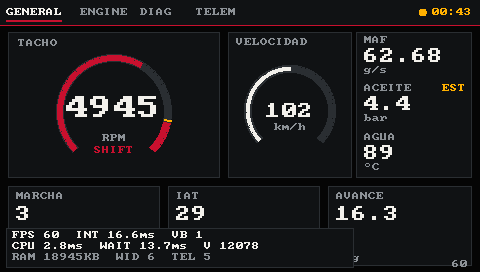 GENERAL ENGINE DIAG TELEM 00:43
TACHO
4945
RPM
SHIFT
VELOCIDAD
102
km/h
MAF
62.68
g/s
ACEITE EST
4.4
bar
AGUA
89
°C
MARCHA
3
IAT
29
AVANCE
16.3
60
FPS 60 INT 16.6ms VB 1
CPU 2.8ms WAIT 13.7ms V 12078
RAM 18945KB WID 6 TEL 5